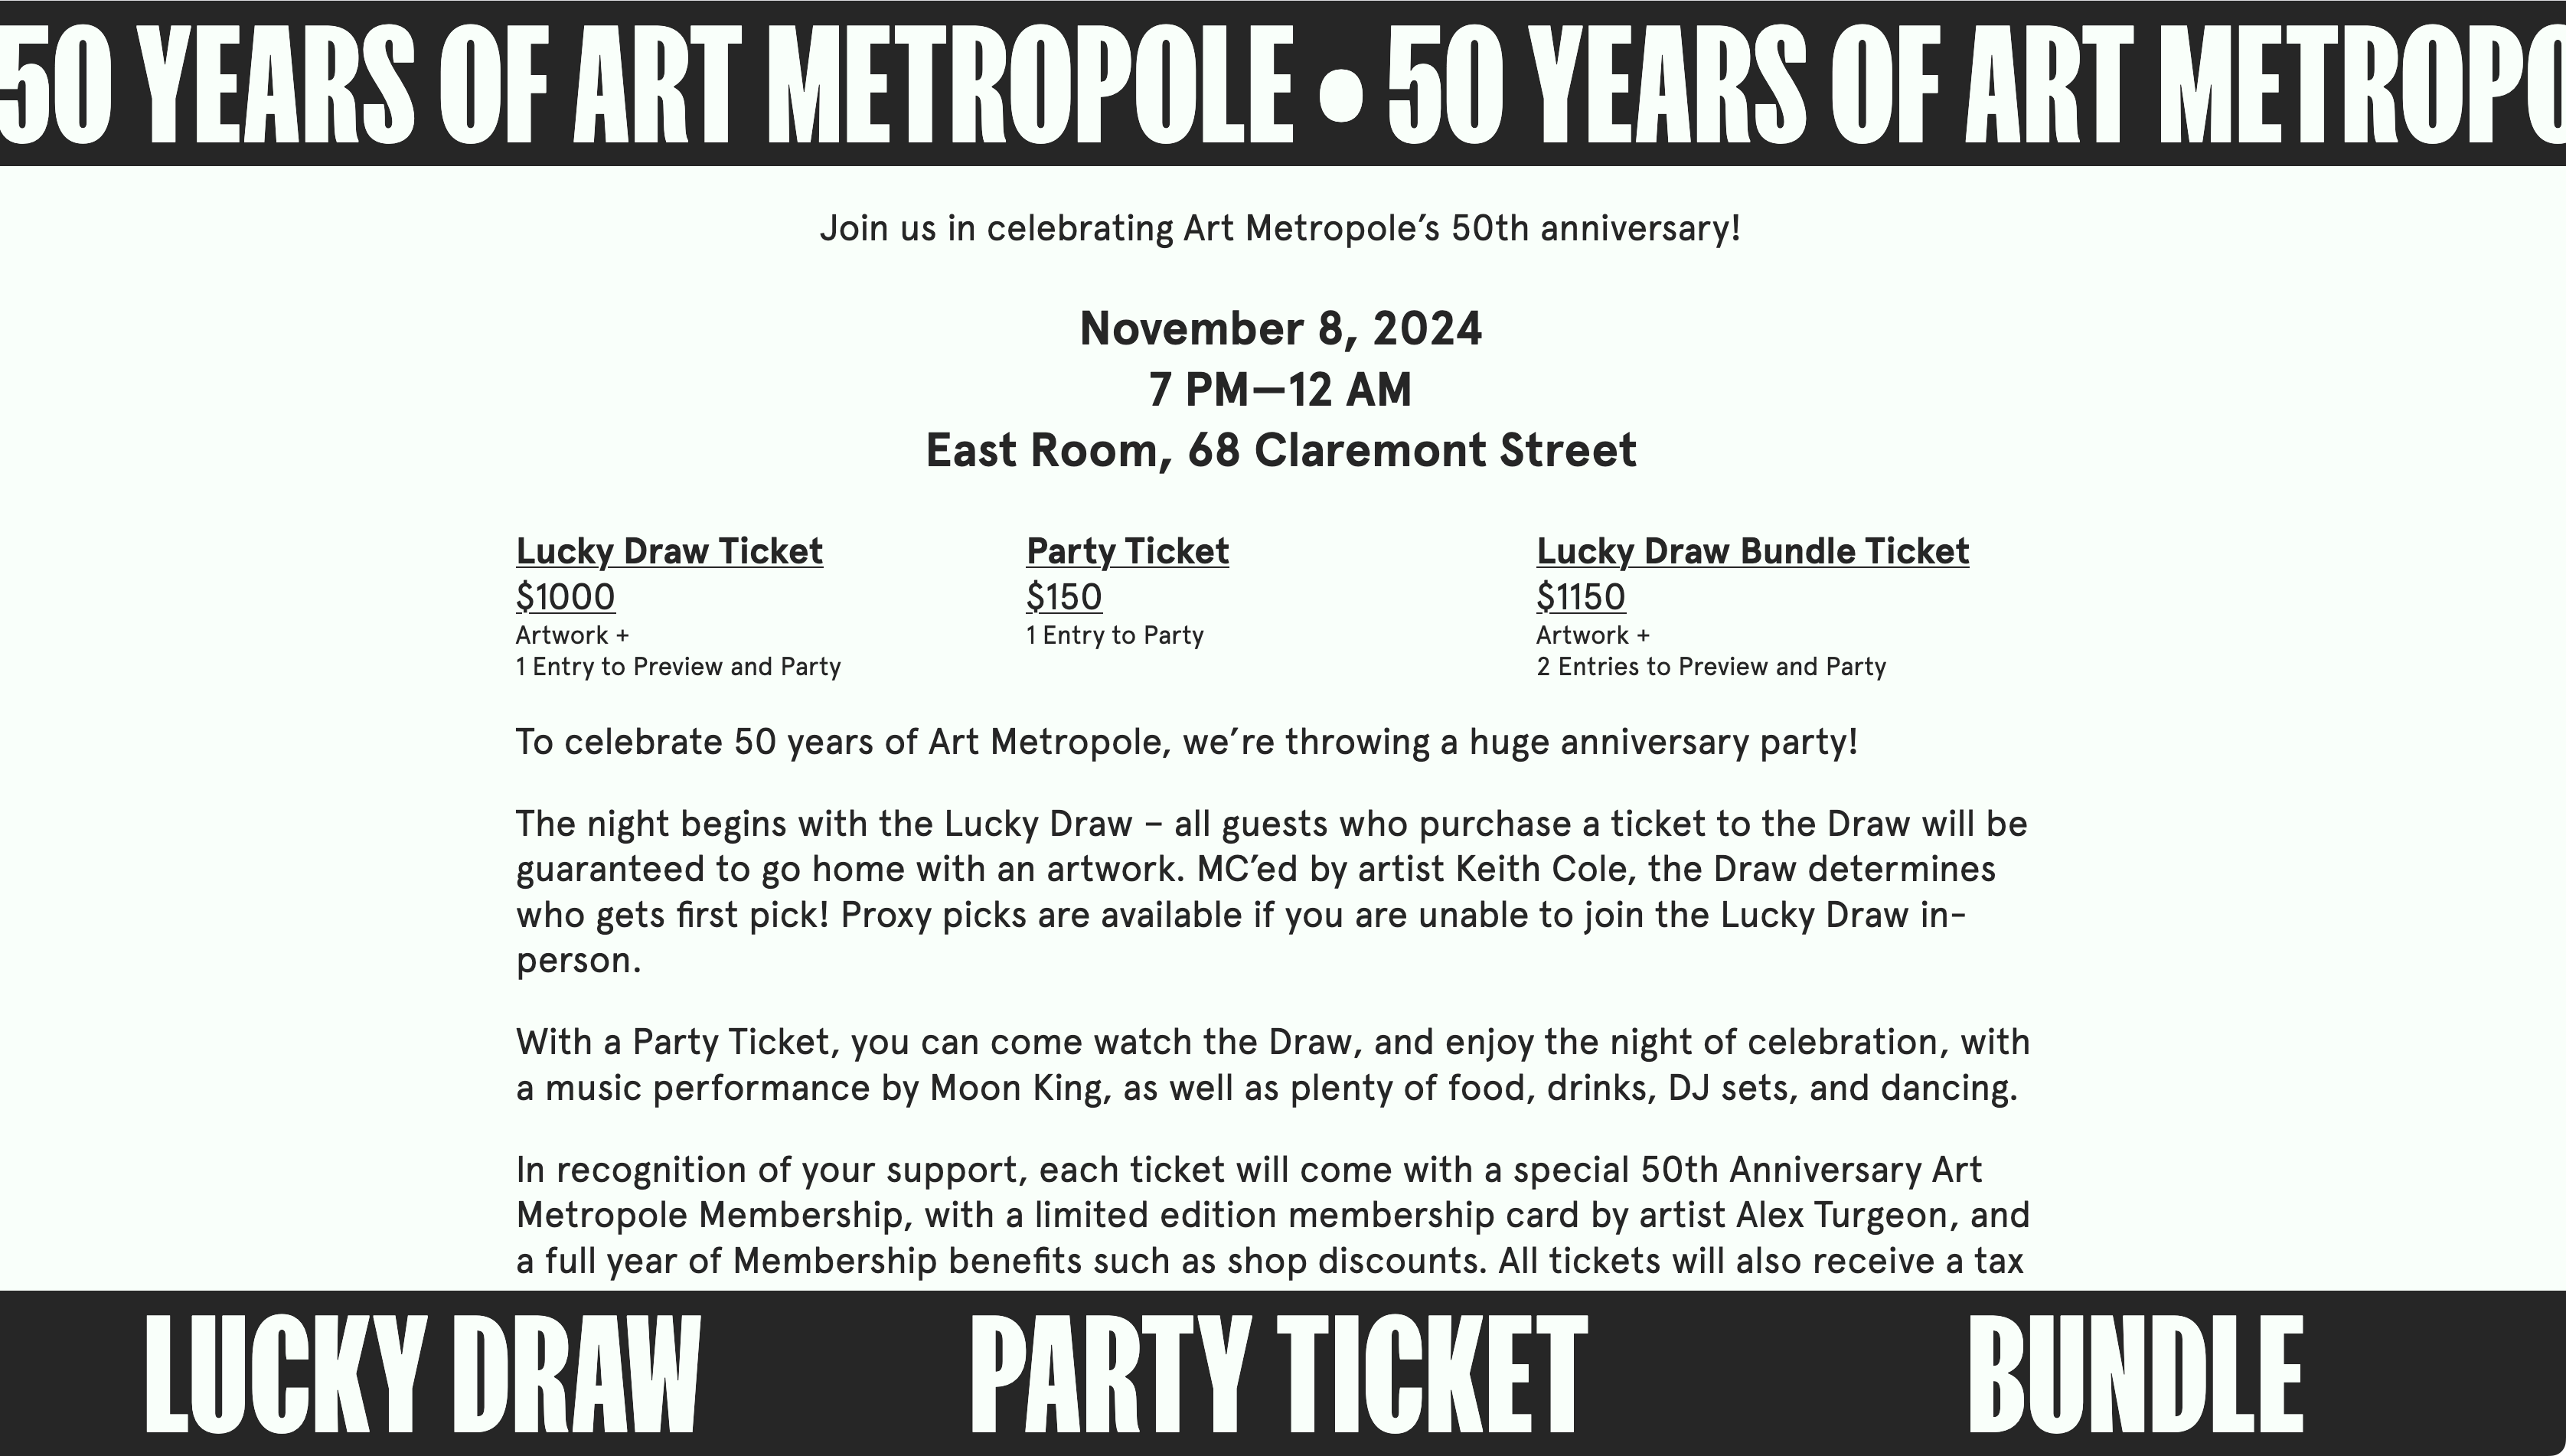 50 YEARS OF ART METROPOLE • 50 YEARS OF ART METROPO
Join us in celebrating Art Metropole’s 50th anniversary!
November 8, 2024
7 PM—12 AM
East Room, 68 Claremont Street
Lucky Draw Ticket
$1000
Artwork +
1 Entry to Preview and Party
Party Ticket
$150
1 Entry to Party
Lucky Draw Bundle Ticket
$1150
Artwork +
2 Entries to Preview and Party
To celebrate 50 years of Art Metropole, we’re throwing a huge anniversary party!
The night begins with the Lucky Draw – all guests who purchase a ticket to the Draw will be
guaranteed to go home with an artwork. MC’ed by artist Keith Cole, the Draw determines
who gets first pick! Proxy picks are available if you are unable to join the Lucky Draw in-
person.
With a Party Ticket, you can come watch the Draw, and enjoy the night of celebration, with
a music performance by Moon King, as well as plenty of food, drinks, DJ sets, and dancing.
In recognition of your support, each ticket will come with a special 50th Anniversary Art
Metropole Membership, with a limited edition membership card by artist Alex Turgeon, and
a full year of Membership benefits such as shop discounts. All tickets will also receive a tax
LUCKY DRAW
PARTY TICKET
BUNDLE